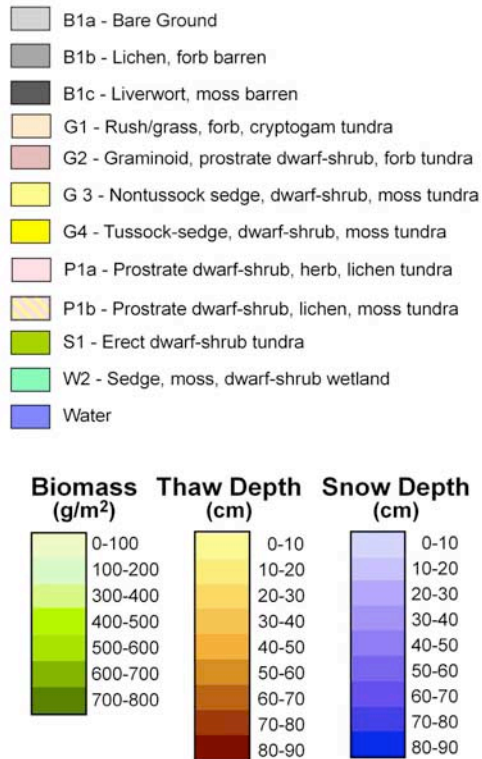 B1a - Bare Ground
B1b - Lichen, forb barren
B1c - Liverwort, moss barren
G1 - Rush/grass, forb, cryptogam tundra
G2 - Graminoid, prostrate dwarf-shrub, forb tundra
G 3 - Nontussock sedge, dwarf-shrub, moss tundra
G4 - Tussock-sedge, dwarf-shrub, moss tundra
P1a - Prostrate dwarf-shrub, herb, lichen tundra
P1b - Prostrate dwarf-shrub, lichen, moss tundra
S1 - Erect dwarf-shrub tundra
W2 - Sedge, moss, dwarf-shrub wetland
Water
Biomass
(g/m²)
0-100
100-200
300-400
400-500
500-600
600-700
700-800
Thaw Depth
(cm)
0-10
10-20
20-30
30-40
40-50
50-60
60-70
70-80
80-90
Snow Depth
(cm)
0-10
10-20
20-30
30-40
40-50
50-60
60-70
70-80
80-90